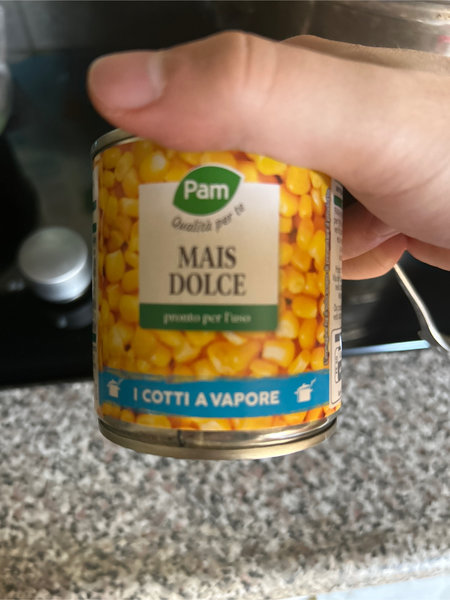 Pam
Qualità per te
MAIS
DOLCE
pronto per l'uso
I COTTI A VAPORE